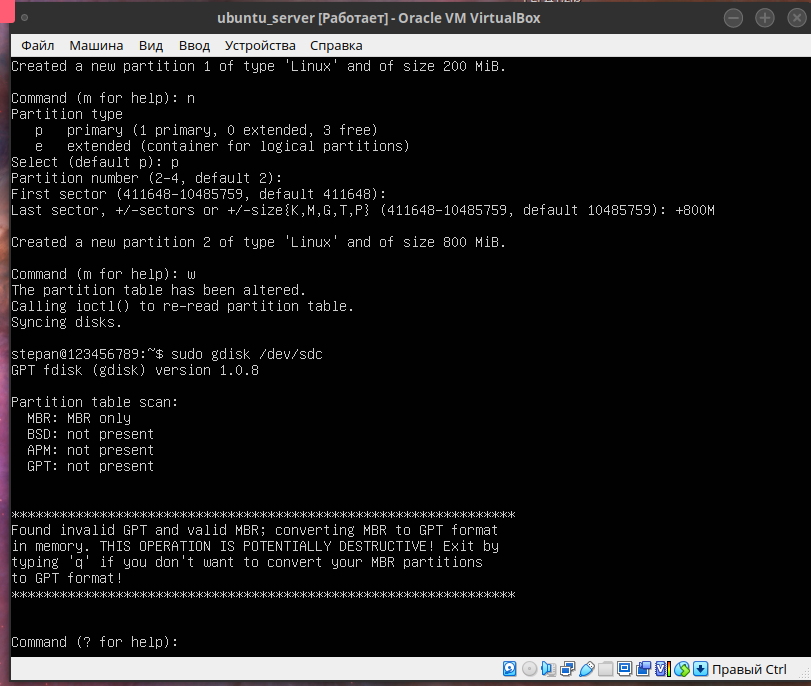 ubuntu_server [Работает] - Oracle VM VirtualBox
Файл Машина Вид Ввод Устройства Справка
Created a new partition 1 of type 'Linux' and of size 200 MiB.
Command (m for help): n
Partition type
p primary (1 primary, 0 extended, 3 free)
e extended (container for logical partitions)
Select (default p): p
Partition number (2-4, default 2):
First sector (411648-10485759, default 411648):
Last sector, +/-sectors or +/-size{K,M,G,T,P} (411648-10485759, default 10485759): +800M
Created a new partition 2 of type 'Linux' and of size 800 MiB.
Command (m for help): w
The partition table has been altered.
Calling ioctl() to re-read partition table.
Syncing disks.
stepan@123456789:~$ sudo gdisk /dev/sdc
GPT fdisk (gdisk) version 1.0.8
Partition table scan:
MBR: MBR only
BSD: not present
APM: not present
GPT: not present
***************************************************************
Found invalid GPT and valid MBR; converting MBR to GPT format
in memory. THIS OPERATION IS POTENTIALLY DESTRUCTIVE! Exit by
typing 'q' if you don't want to convert your MBR partitions
to GPT format!
***************************************************************
Command (? for help):
Правый Ctrl